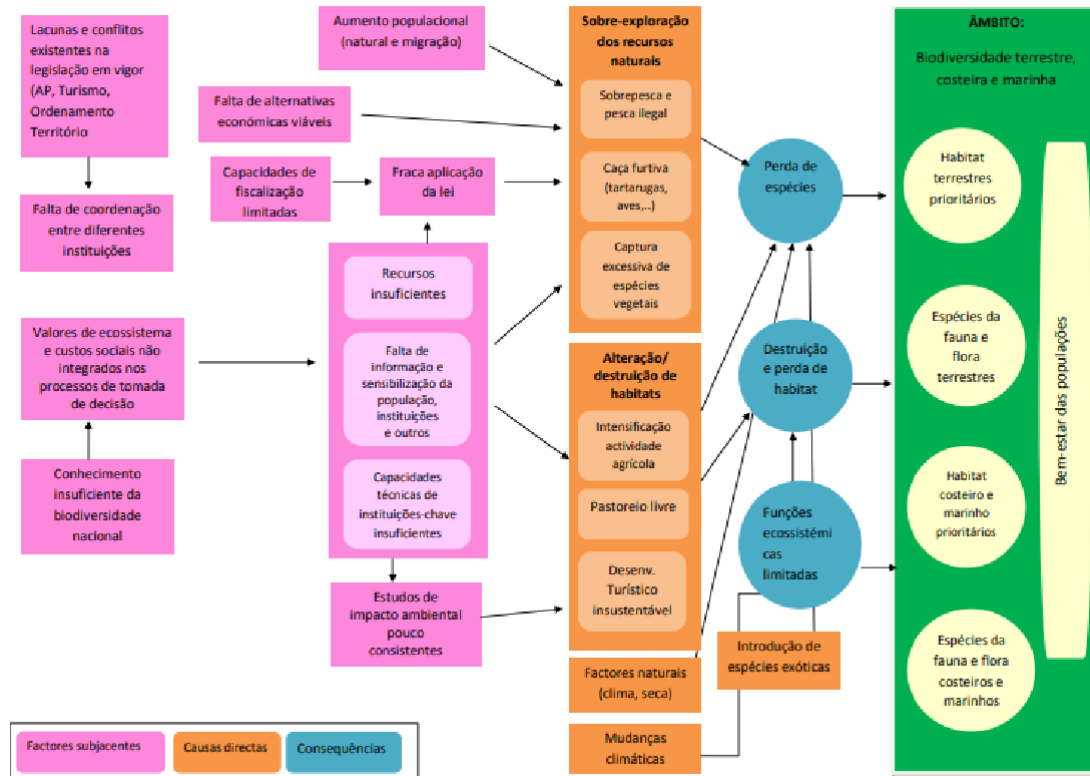 Lacunas e conflitos
existentes na
legislação em vigor
(AP, Turismo,
Ordenamento
Território
Falta de coordenação
entre diferentes
instituições
Valores de ecossistema
e custos sociais não
integrados nos
processos de tomada
de decisão
Conhecimento
insuficiente da
biodiversidade
nacional
Aumento populacional
(natural e migração)
Falta de alternativas
económicas viáveis
Capacidades de
fiscalização
limitadas
Fraca aplicação
da lei
Recursos
insuficientes
Falta de
informação e
sensibilização da
população,
instituições
e outros
Capacidades
técnicas de
instituições-chave
insuficientes
Estudos de
impacto ambiental
pouco
consistentes
Sobre-exploração
dos recursos
naturais
Sobrepesca e
pesca ilegal
Caça furtiva
(tartarugas,
aves,..)
Captura
excessiva de
espécies
vegetais
Alteração/
destruição de
habitats
Intensificação
actividade
agrícola
Pastoreio livre
Desenv.
Turístico
insustentável
Factores naturais
(clima, seca)
Mudanças
climáticas
Introdução de
espécies exóticas
Perda de
espécies
Destruição
e perda de
habitat
Funções
ecossistémi
cas
limitadas
ÂMBITO:
Biodiversidade terrestre,
costeira e marinha
Habitat
terrestres
prioritários
Espécies da
fauna e
flora
terrestres
Habitat
costeiro e
marinho
prioritários
Espécies da
fauna e flora
costeiros e
marinhos
Bem-estar das populações
Factores subjacentes
Causas directas
Consequências